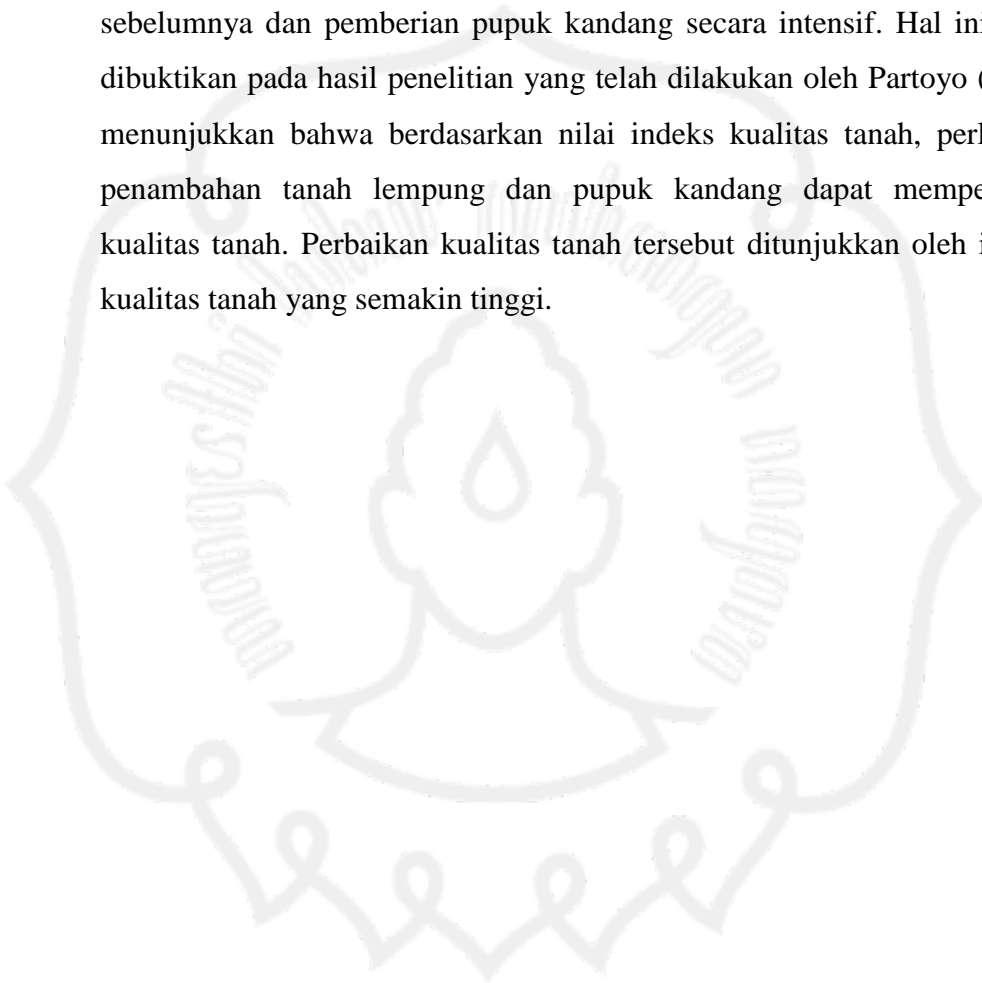 sebelumnya dan pemberian pupuk kandang secara intensif. Hal ini
dibuktikan pada hasil penelitian yang telah dilakukan oleh Partoyo (
menunjukkan bahwa berdasarkan nilai indeks kualitas tanah,
penambahan tanah lempung dan pupuk kandang dapat
kualitas tanah. Perbaikan kualitas tanah tersebut ditunjukkan oleh
kualitas tanah yang semakin tinggi.